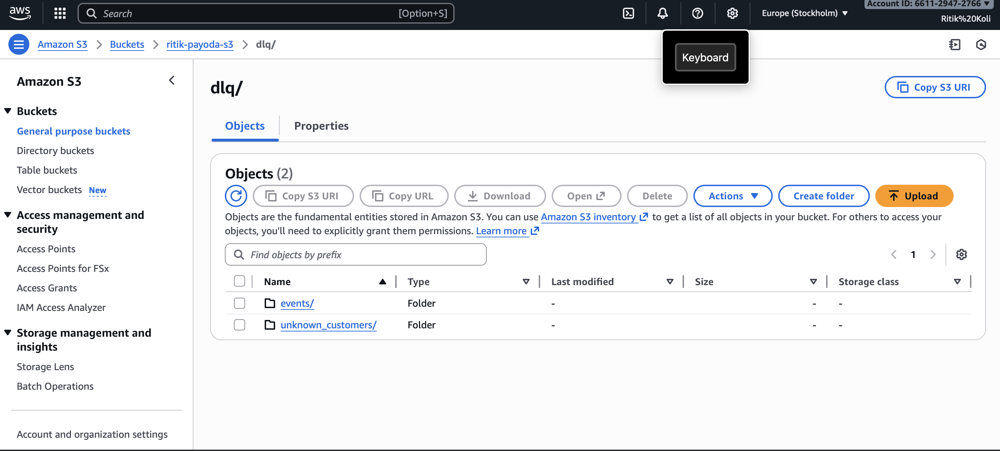 aws
Search [Option+S]
Europe (Stockholm)
Account ID: 6611-2947-2766
Ritik%20Koli
Amazon S3 Buckets ritik-payoda-s3 dlq/
Keyboard
Amazon S3
Buckets
General purpose buckets
Directory buckets
Table buckets
Vector buckets New
Access management and
security
Access Points
Access Points for FSx
Access Grants
IAM Access Analyzer
Storage management and
insights
Storage Lens
Batch Operations
Account and organization settings
dlq/
Copy S3 URI
Objects Properties
Objects (2)
Copy S3 URI Copy URL Download Open Delete Actions Create folder Upload
Objects are the fundamental entities stored in Amazon S3. You can use Amazon S3 inventory to get a list of all objects in your bucket. For others to access your
objects, you'll need to explicitly grant them permissions. Learn more
Find objects by prefix
1
Name Type Last modified Size Storage class
events/ Folder - - -
unknown_customers/ Folder - - -